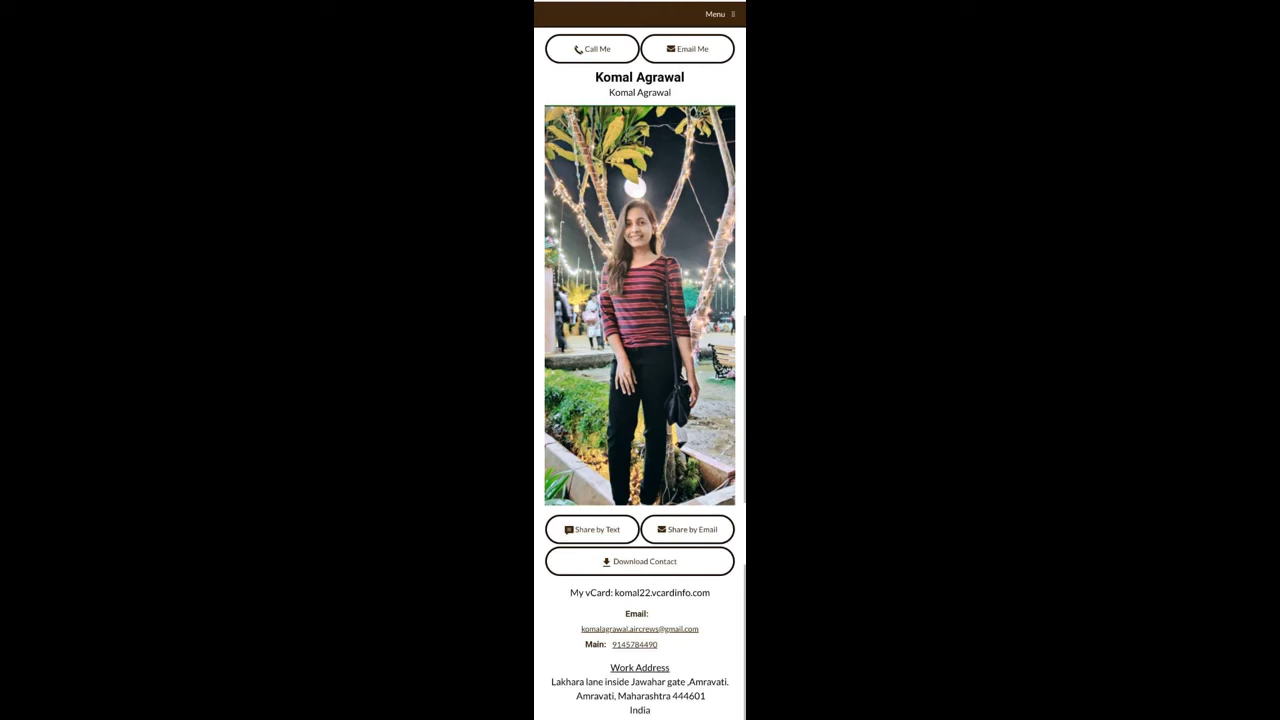 Menu
Call Me
Email Me
Komal Agrawal
Komal Agrawal
Share by Text
Share by Email
Download Contact
My vCard: komal22.vcardinfo.com
Email:
komalagrawal.aircrews@gmail.com
Main: 9145784490
Work Address
Lakhara lane inside Jawahar gate ,Amravati.
Amravati, Maharashtra 444601
India